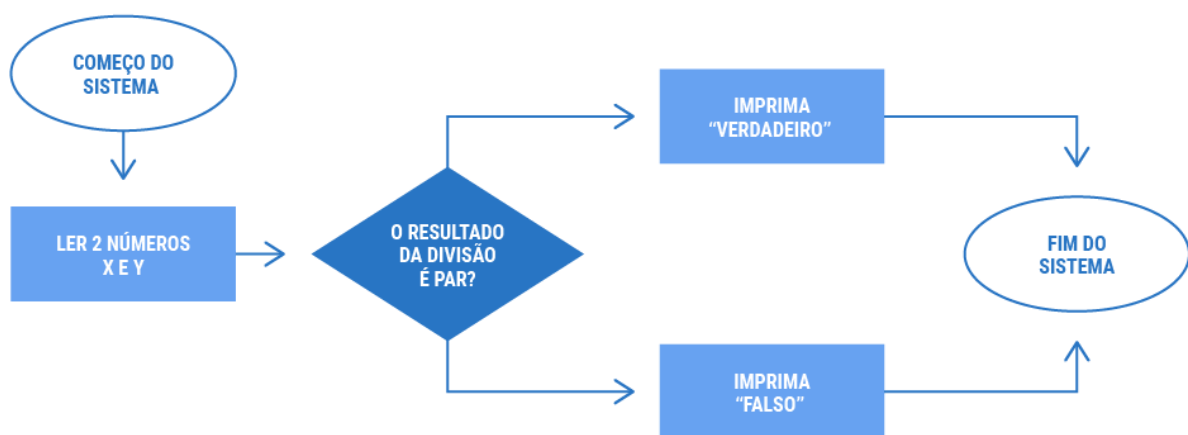 COMEÇO DO
SISTEMA
LER 2 NÚMEROS
X E Y
O RESULTADO
DA DIVISÃO
É PAR?
IMPRIMA
“VERDADEIRO”
IMPRIMA
“FALSO”
FIM DO
SISTEMA